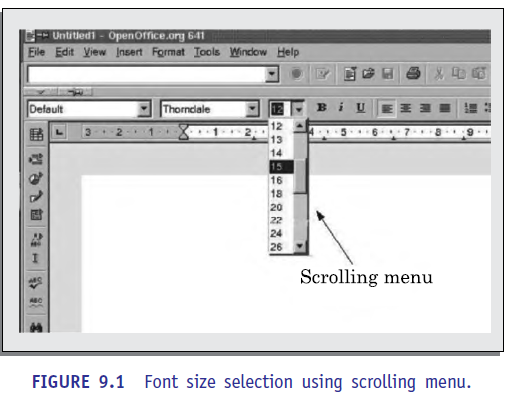 Untitled1 - OpenOffice.org 641
File Edit View Insert Format Tools Window Help
Default Thorndale 12 B i U
3 2 1 1 2 4 5 6 7 8 9
12
13
14
15
16
18
20
22
24
26
Scrolling menu
ABC
ABC
FIGURE 9.1 Font size selection using scrolling menu.